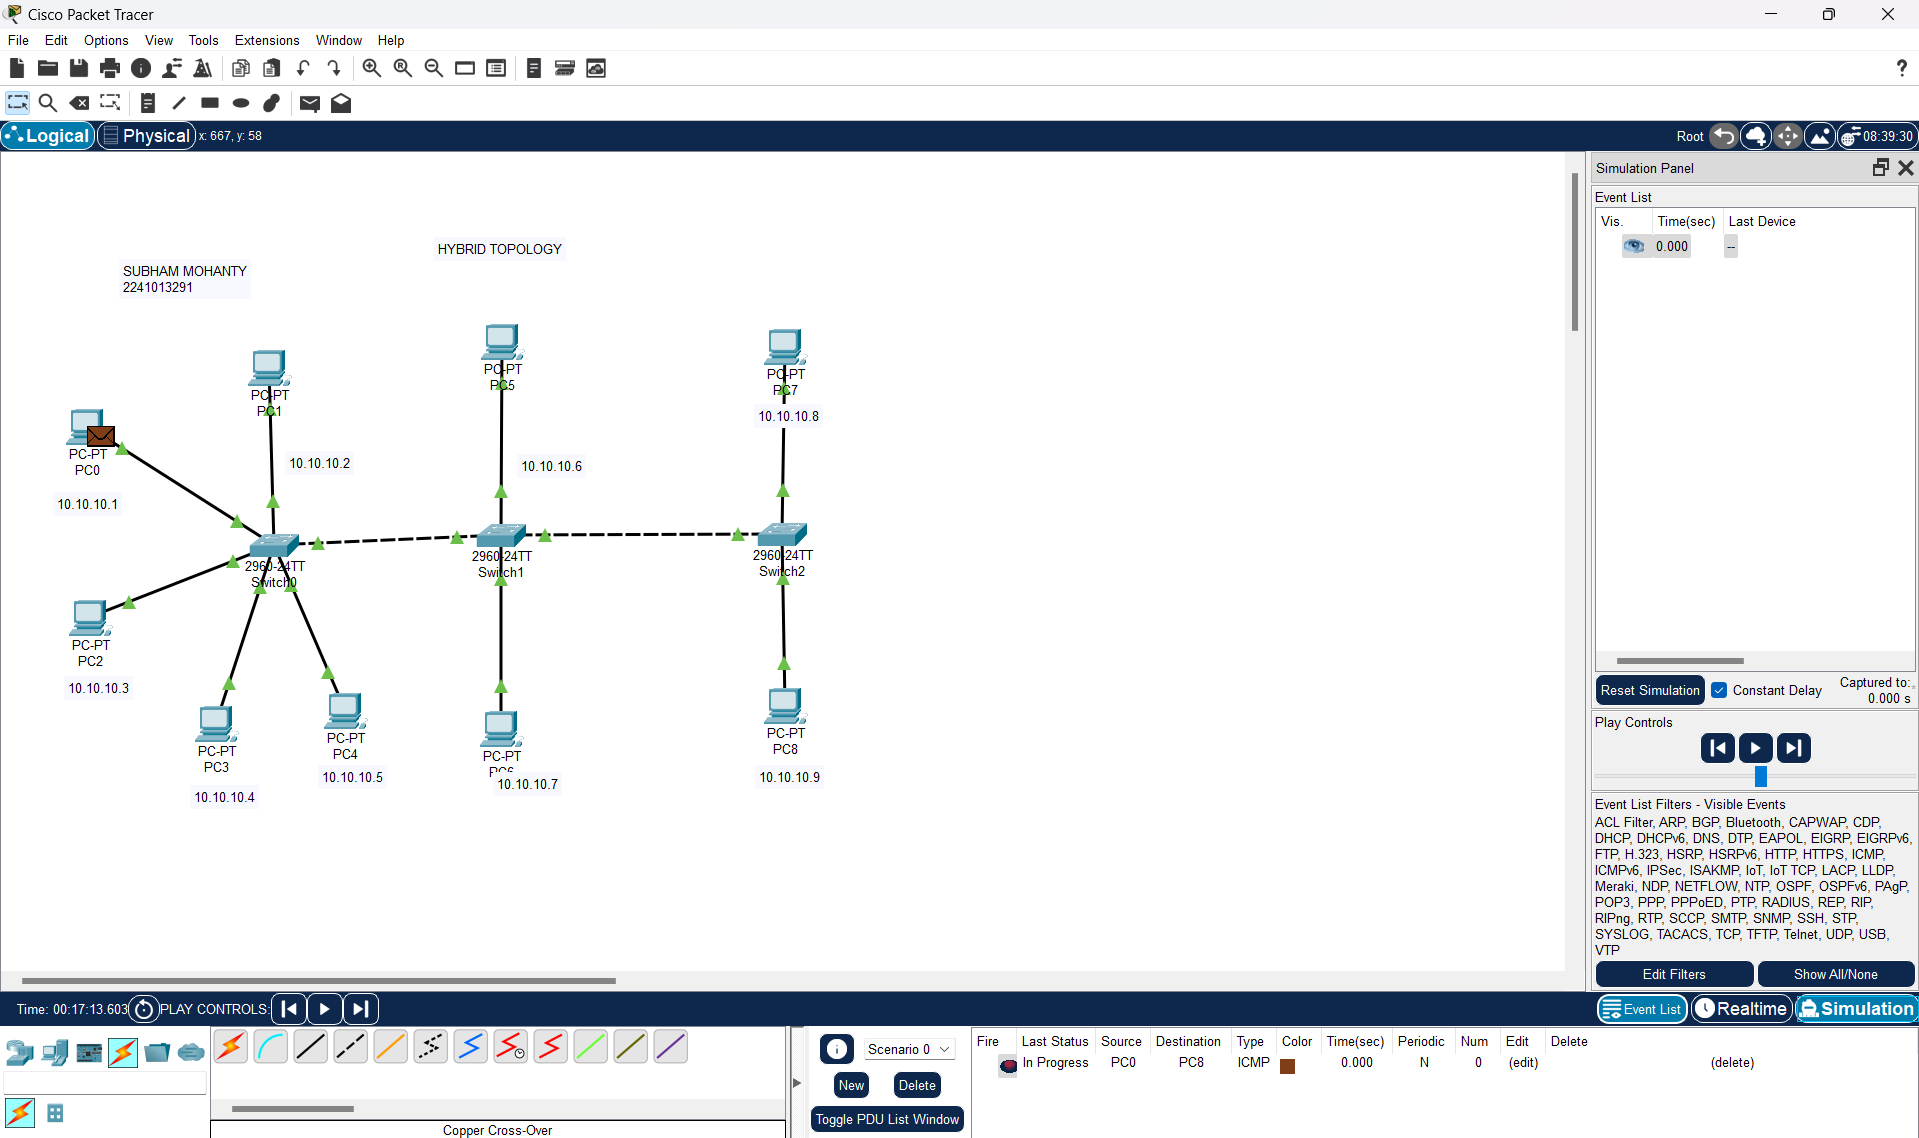 Cisco Packet Tracer
File Edit Options View Tools Extensions Window Help
?
Logical Physical x: 667, y: 58 Root 08:39:30
Simulation Panel
Event List
Vis. Time(sec) Last Device
0.000 --
HYBRID TOPOLOGY
SUBHAM MOHANTY
2241013291
PC-PT
PC1
PC-PT
PC5
PC-PT
PC7
10.10.10.8
PC-PT
PC0
10.10.10.2
10.10.10.6
10.10.10.1
2960-24TT
Switch0
2960-24TT
Switch1
2960-24TT
Switch2
PC-PT
PC2
10.10.10.3
PC-PT
PC3
10.10.10.4
PC-PT
PC4
10.10.10.5
PC-PT
PC6
10.10.10.7
PC-PT
PC8
10.10.10.9
Reset Simulation Constant Delay Captured to:
0.000 s
Play Controls
Event List Filters - Visible Events
ACL Filter, ARP, BGP, Bluetooth, CAPWAP, CDP,
DHCP, DHCPv6, DNS, DTP, EAPOL, EIGRP, EIGRPv6,
FTP, H.323, HSRP, HSRPv6, HTTP, HTTPS, ICMP,
ICMPv6, IPSec, ISAKMP, IoT, IoT TCP, LACP, LLDP,
Meraki, NDP, NETFLOW, NTP, OSPF, OSPFv6, PAgP,
POP3, PPP, PPPoED, PTP, RADIUS, REP, RIP,
RIPng, RTP, SCCP, SMTP, SNMP, SSH, STP,
SYSLOG, TACACS, TCP, TFTP, Telnet, UDP, USB,
VTP
Edit Filters Show All/None
Time: 00:17:13.603 PLAY CONTROLS: Event List Realtime Simulation
Scenario 0
New Delete
Toggle PDU List Window
Fire Last Status Source Destination Type Color Time(sec) Periodic Num Edit Delete
In Progress PC0 PC8 ICMP 0.000 N 0 (edit) (delete)
Copper Cross-Over